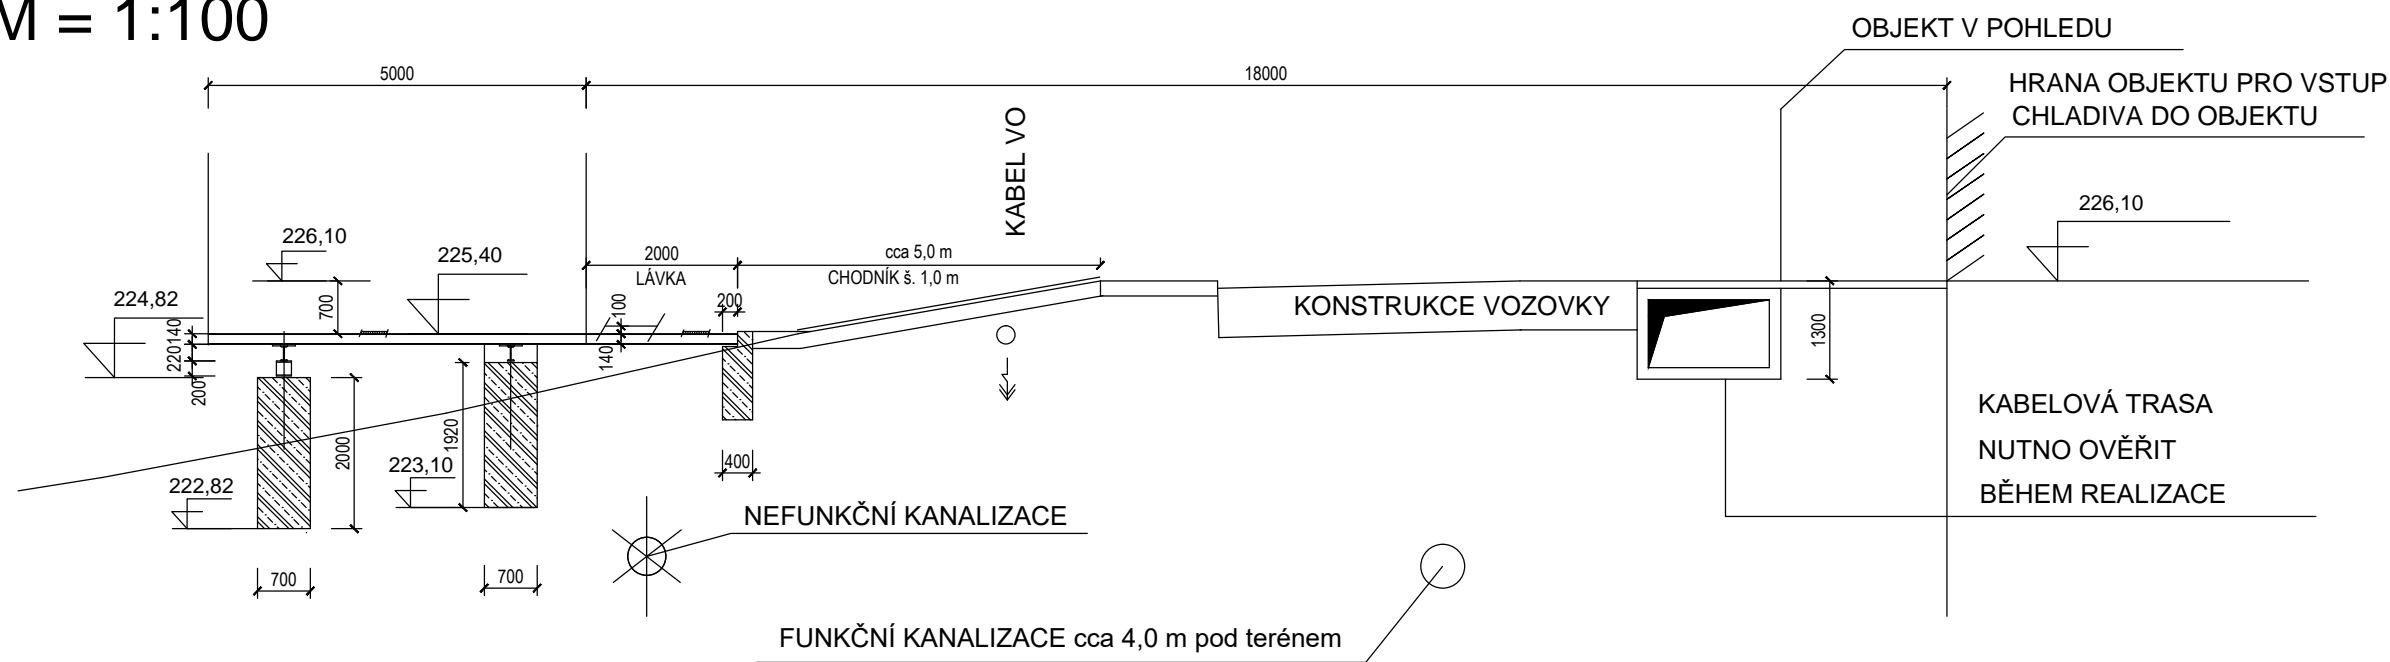 M = 1:100
OBJEKT V POHLEDU
5000
18000
HRANA OBJEKTU PRO VSTUP
CHLADIVA DO OBJEKTU
KABEL VO
226,10
226,10
225,40
2000
LÁVKA
cca 5,0 m
CHODNÍK š. 1,0 m
224,82
700
100
200
140
220
200
140
KONSTRUKCE VOZOVKY
1300
2000
1920
222,82
223,10
400
KABELOVÁ TRASA
NUTNO OVĚŘIT
BĚHEM REALIZACE
NEFUNKČNÍ KANALIZACE
700
700
FUNKČNÍ KANALIZACE cca 4,0 m pod terénem